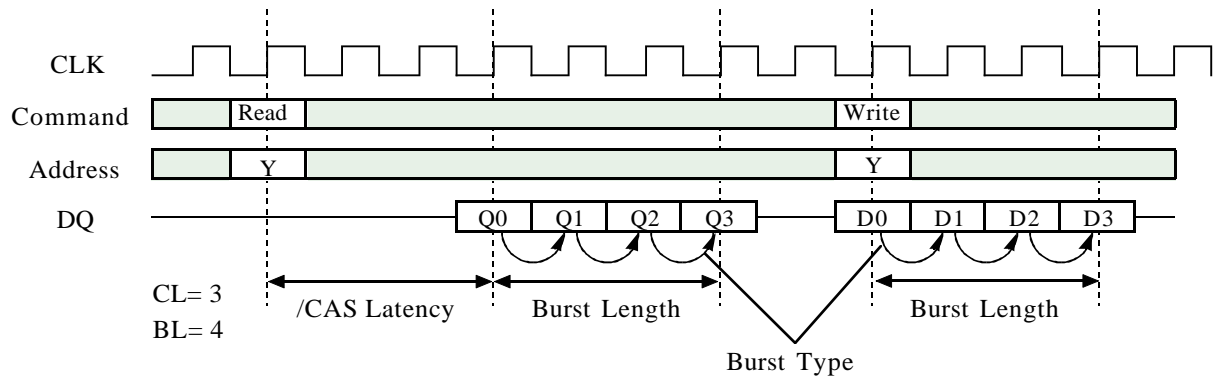 CLK
Command Read Write
Address Y Y
DQ Q0 Q1 Q2 Q3 D0 D1 D2 D3
CL= 3 /CAS Latency Burst Length Burst Length
BL= 4
Burst Type